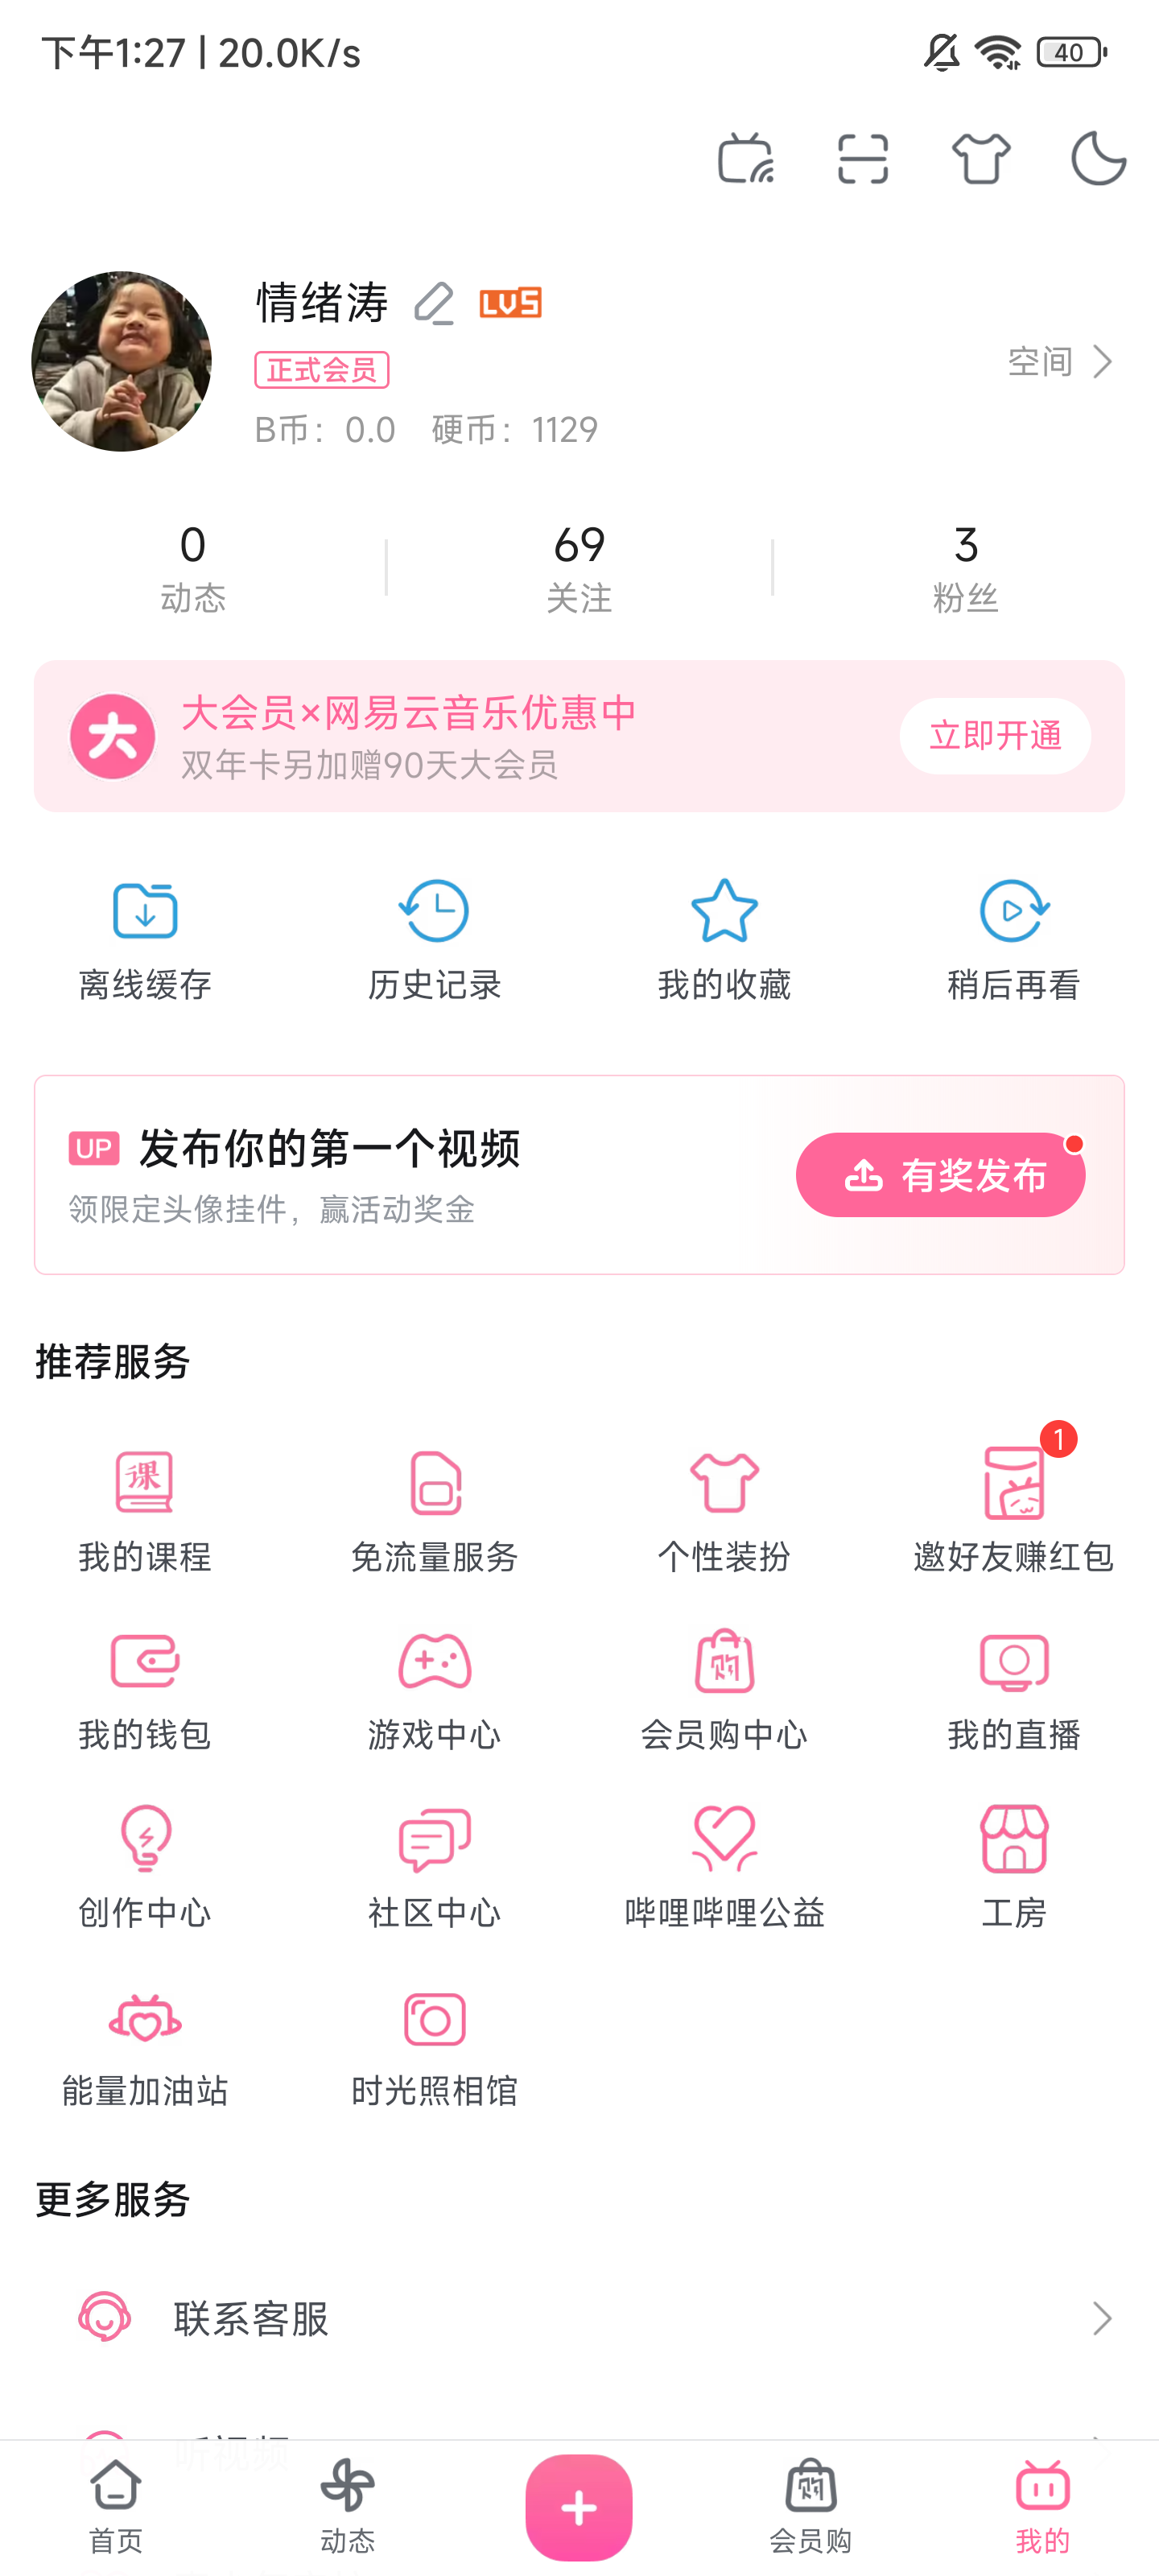 下午1:27 | 20.0K/s
40
情绪涛 LV5
正式会员
空间
B币：0.0 硬币：1129
0 69 3
动态 关注 粉丝
大 大会员×网易云音乐优惠中
双年卡另加赠90天大会员
立即开通
离线缓存 历史记录 我的收藏 稍后再看
UP 发布你的第一个视频
领限定头像挂件，赢活动奖金
有奖发布
推荐服务
课 1
我的课程 免流量服务 个性装扮 邀好友赚红包
购
我的钱包 游戏中心 会员购中心 我的直播
创作中心 社区中心 哔哩哔哩公益 工房
能量加油站 时光照相馆
更多服务
联系客服
听视频
购
首页 动态 会员购 我的